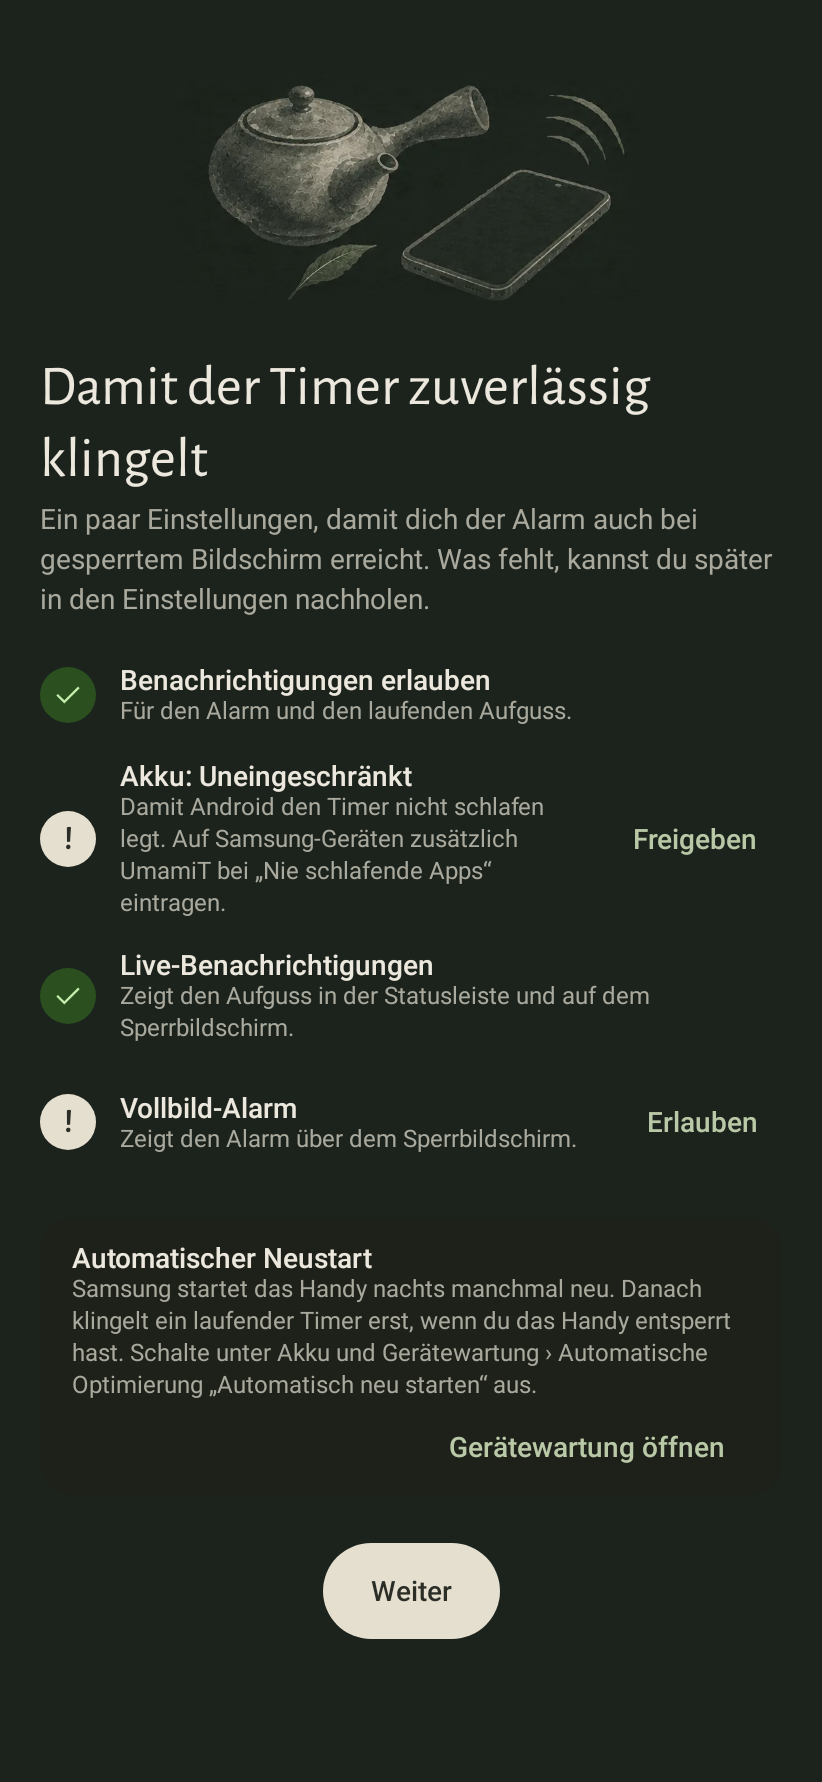 Damit der Timer zuverlässig
klingelt
Ein paar Einstellungen, damit dich der Alarm auch bei
gesperrtem Bildschirm erreicht. Was fehlt, kannst du später
in den Einstellungen nachholen.
Benachrichtigungen erlauben
Für den Alarm und den laufenden Aufguss.
Akku: Uneingeschränkt
Damit Android den Timer nicht schlafen
legt. Auf Samsung-Geräten zusätzlich
UmamiT bei „Nie schlafende Apps“
eintragen.
!
Freigeben
Live-Benachrichtigungen
Zeigt den Aufguss in der Statusleiste und auf dem
Sperrbildschirm.
!
Vollbild-Alarm
Zeigt den Alarm über dem Sperrbildschirm.
Erlauben
Automatischer Neustart
Samsung startet das Handy nachts manchmal neu. Danach
klingelt ein laufender Timer erst, wenn du das Handy entsperrt
hast. Schalte unter Akku und Gerätewartung › Automatische
Optimierung „Automatisch neu starten“ aus.
Gerätewartung öffnen
Weiter